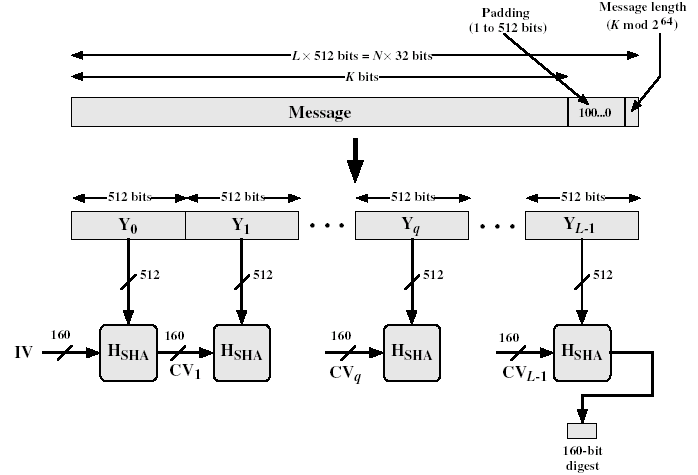 Padding
(1 to 512 bits)
Message length
(K mod 2^64)
L × 512 bits = N × 32 bits
K bits
Message
100...0
512 bits
512 bits
512 bits
512 bits
Y0
Y1
• • •
Yq
• • •
YL-1
512
512
512
512
IV
160
HSHA
160
CV1
HSHA
160
CVq
HSHA
160
CVL-1
HSHA
160-bit
digest